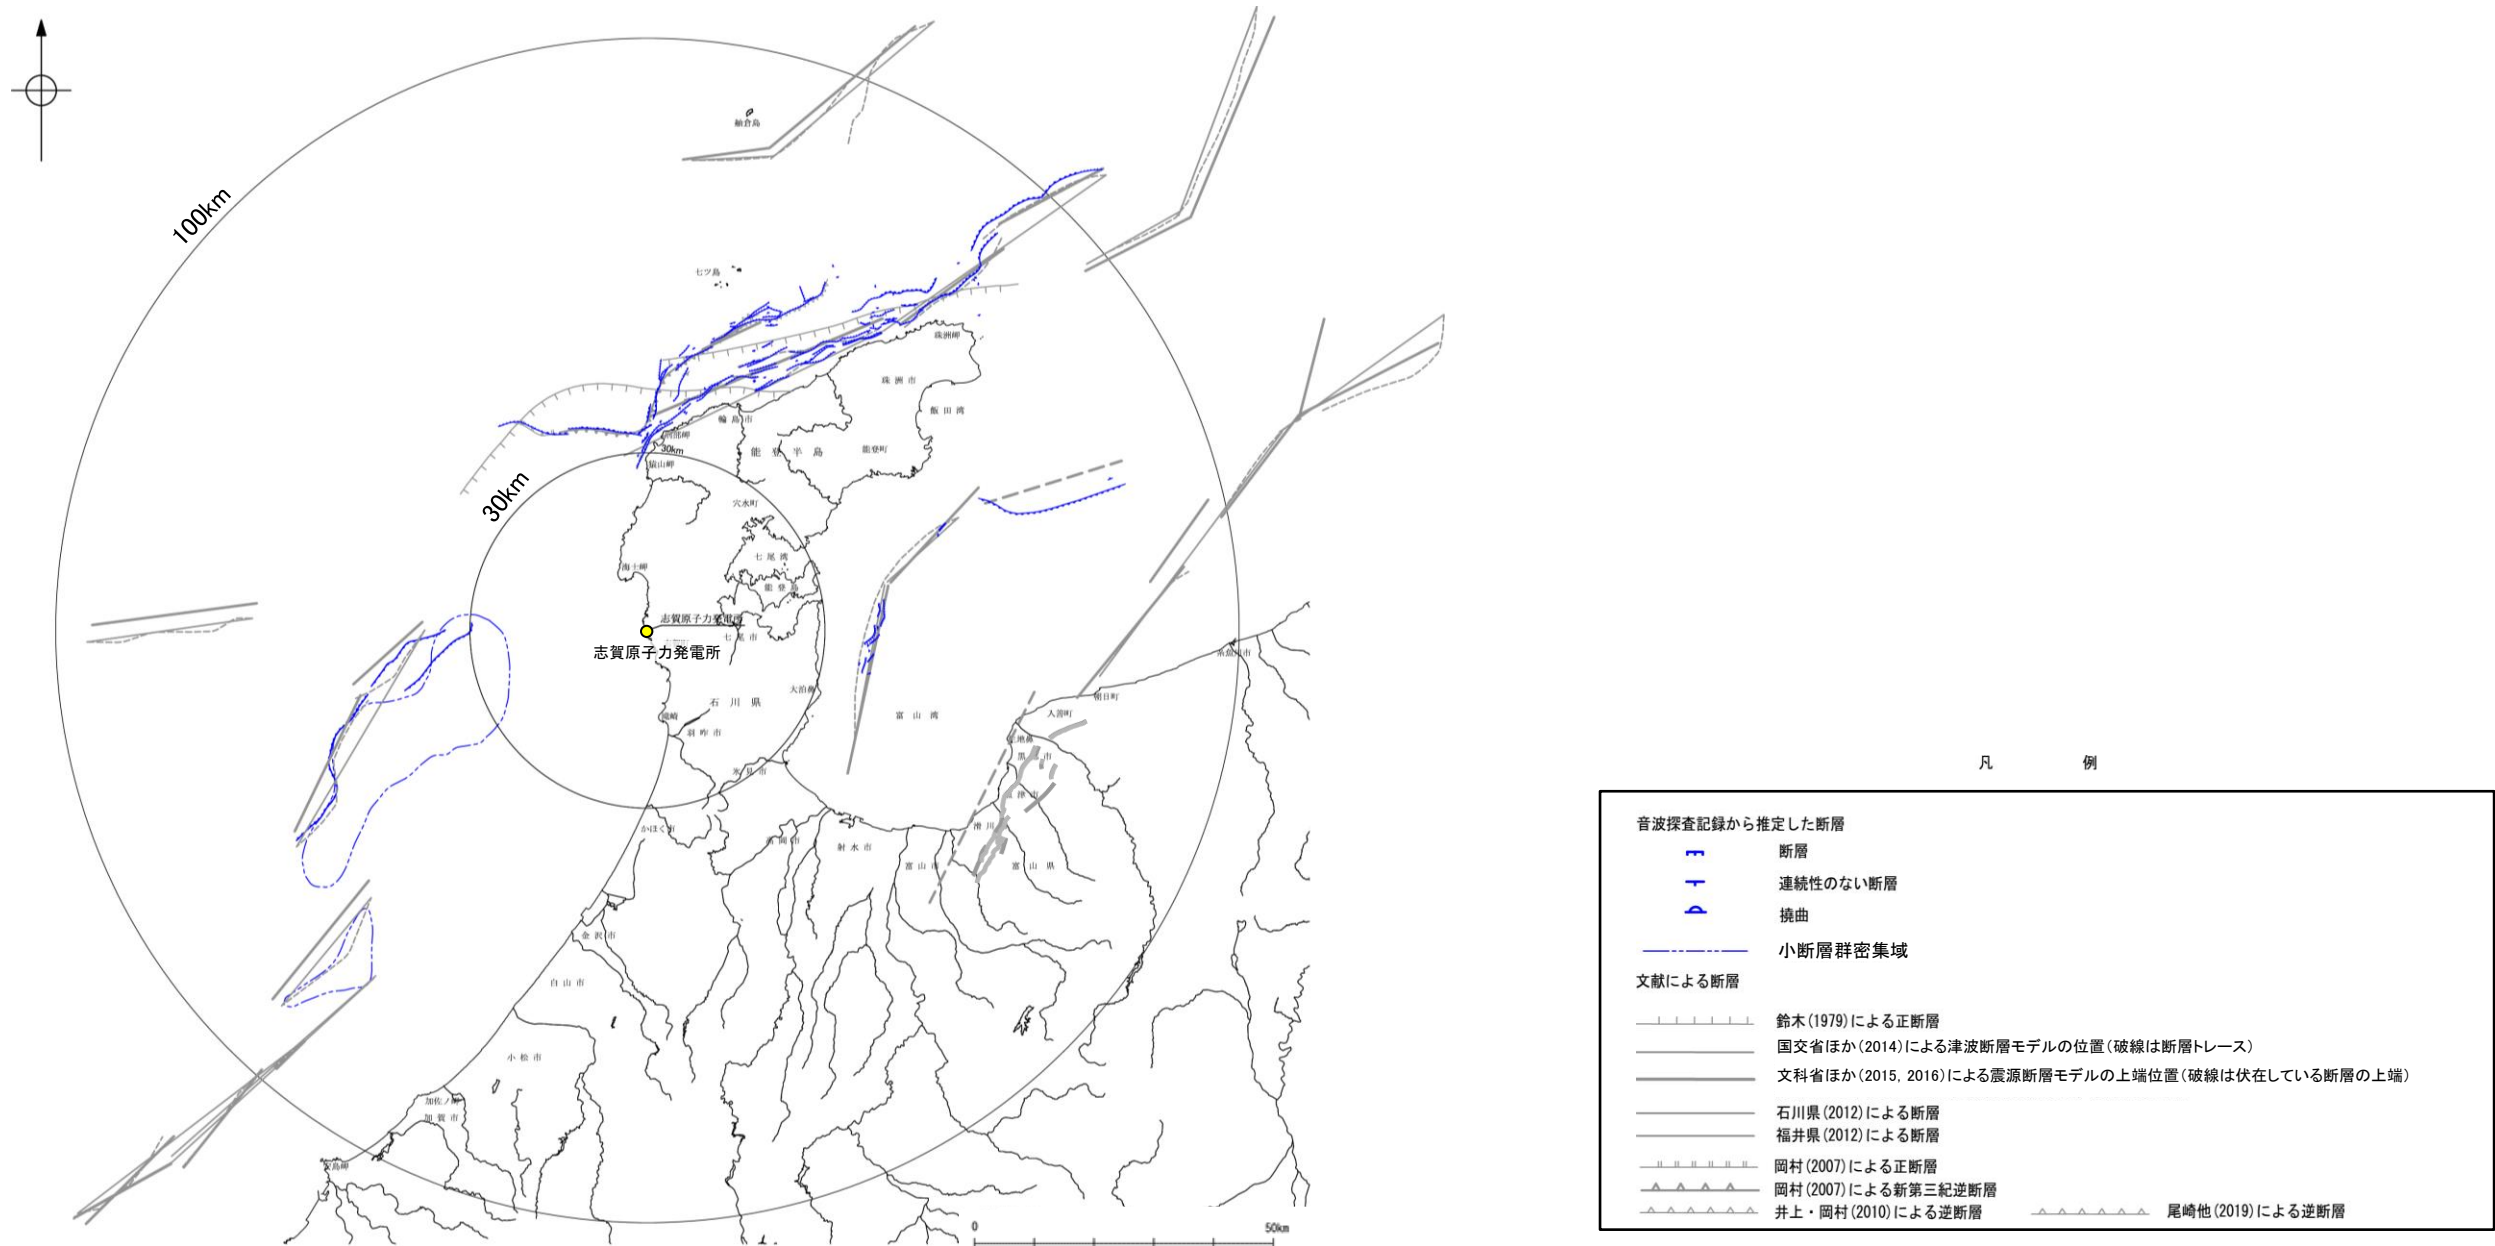 100km
舳倉島
七ツ島
珠洲岬
珠洲市
飯田湾
輪島市
能登半島
能登町
30km
猿山岬
30km
穴水町
七尾湾
海士岬
能登島
志賀原子力発電所
七尾市
志賀原子力発電所
大泊鼻
石川県
滝崎
羽咋市
富山湾
糸魚川市
朝日町
入善町
氷見市
かほく市
高岡市
射水市
滑川
富山市
富山県
金沢市
白山市
小松市
加佐ノ岬
加賀市
安島岬
0
50km
凡例
音波探査記録から推定した断層
断層
連続性のない断層
撓曲
小断層群密集域
文献による断層
鈴木(1979)による正断層
国交省ほか(2014)による津波断層モデルの位置(破線は断層トレース)
文科省ほか(2015, 2016)による震源断層モデルの上端位置(破線は伏在している断層の上端)
石川県(2012)による断層
福井県(2012)による断層
岡村(2007)による正断層
岡村(2007)による新第三紀逆断層
井上・岡村(2010)による逆断層
尾崎他(2019)による逆断層